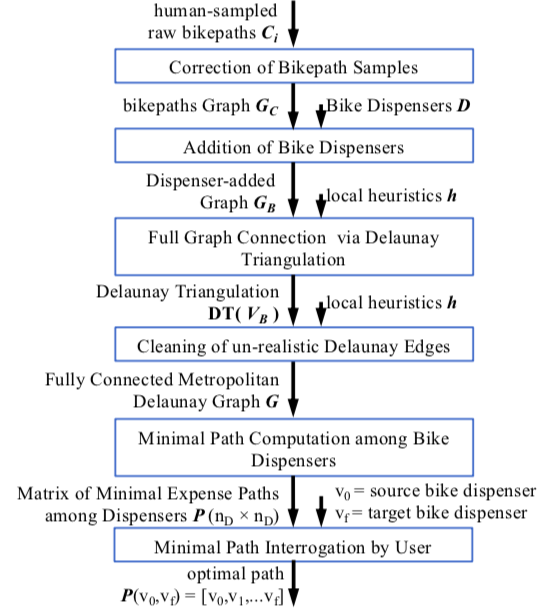 human-sampled
raw bikepaths C_i
Correction of Bikepath Samples
bikepaths Graph G_C
Bike Dispensers D
Addition of Bike Dispensers
Dispenser-added
Graph G_B
local heuristics h
Full Graph Connection via Delaunay
Triangulation
Delaunay Triangulation
DT( V_B )
local heuristics h
Cleaning of un-realistic Delaunay Edges
Fully Connected Metropolitan
Delaunay Graph G
Minimal Path Computation among Bike
Dispensers
Matrix of Minimal Expense Paths
among Dispensers P (n_D × n_D)
v_0 = source bike dispenser
v_f = target bike dispenser
Minimal Path Interrogation by User
optimal path
P(v_0,v_f) = [v_0,v_1,...v_f]